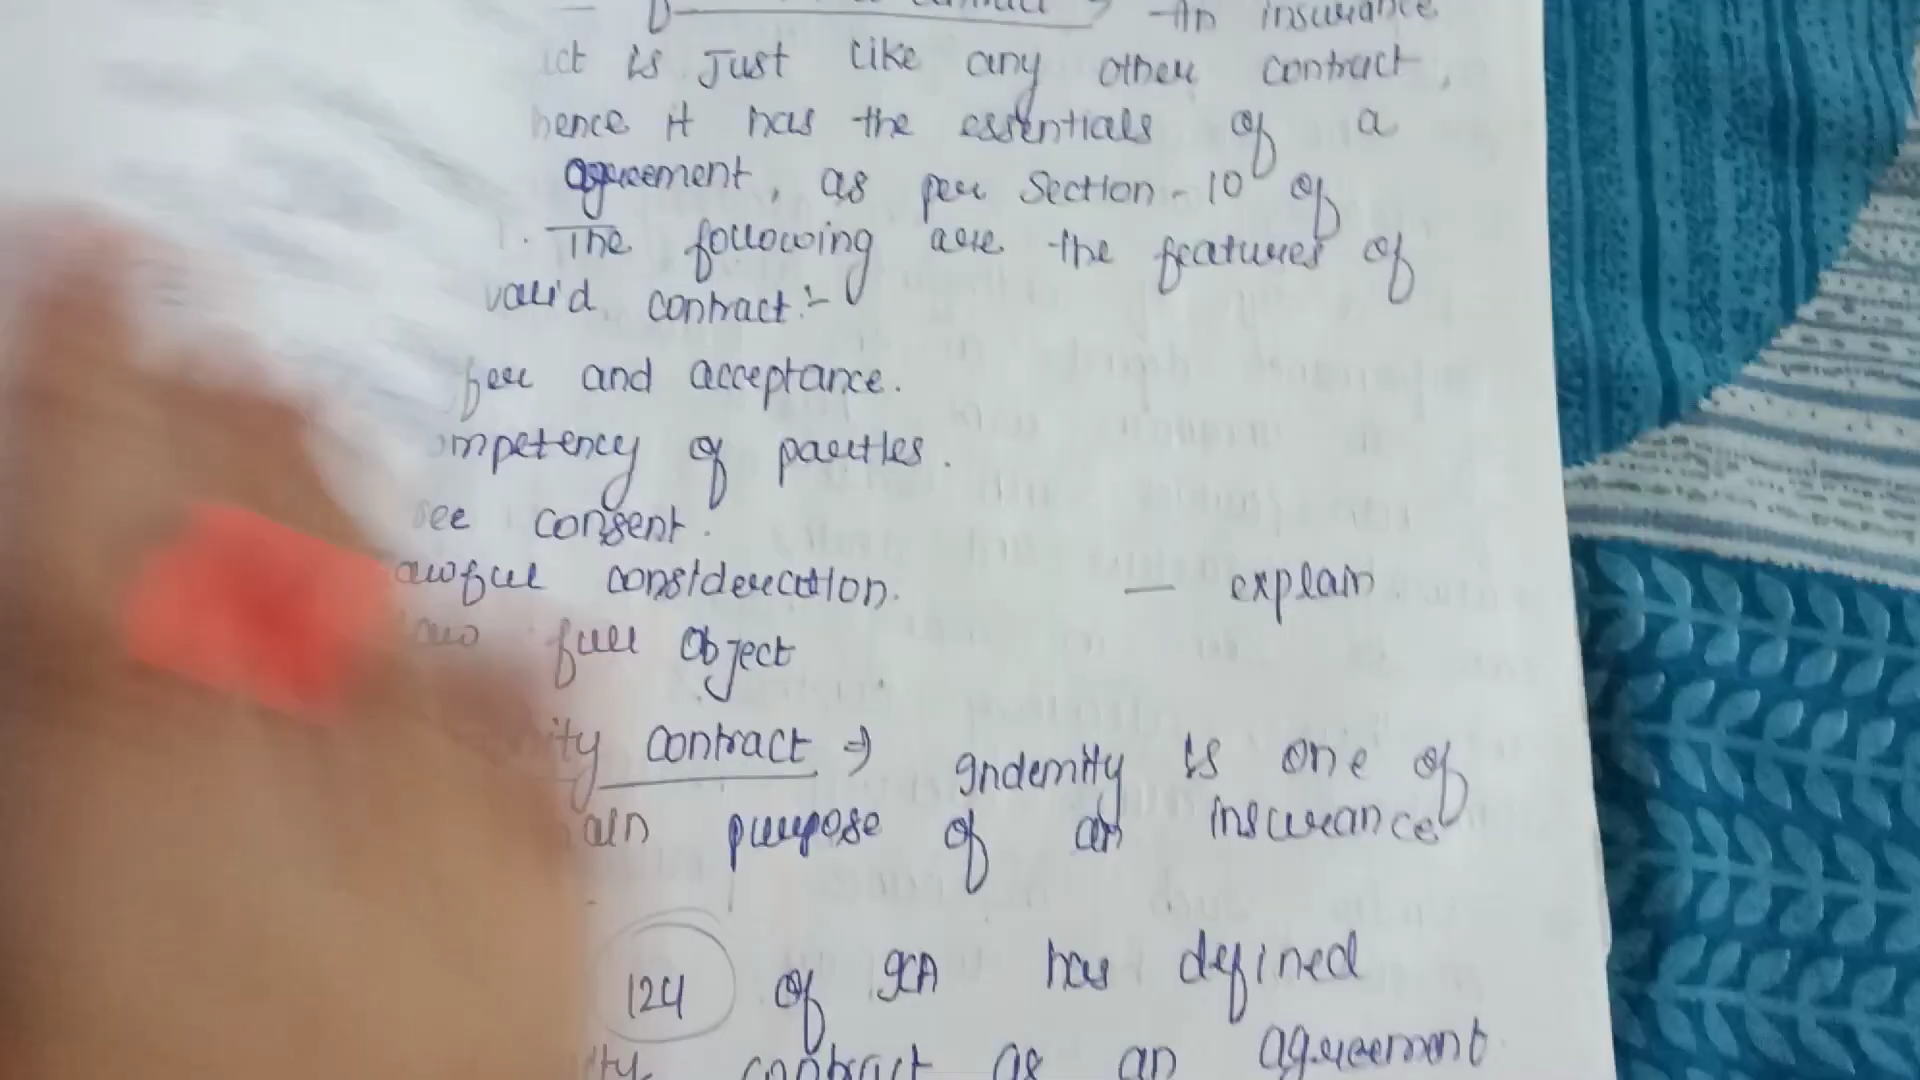 contract → An insurance
is Just like any other contract,
hence it has the essentials of a
agreement, as per Section-10 of
The following are the features of
valid contract:-
and acceptance.
of parties.
consent.
consideration. — explain
full Object
contract ⇒ Indemnity is one of
purpose of an insurance
124 of ICA has defined
contract as an agreement